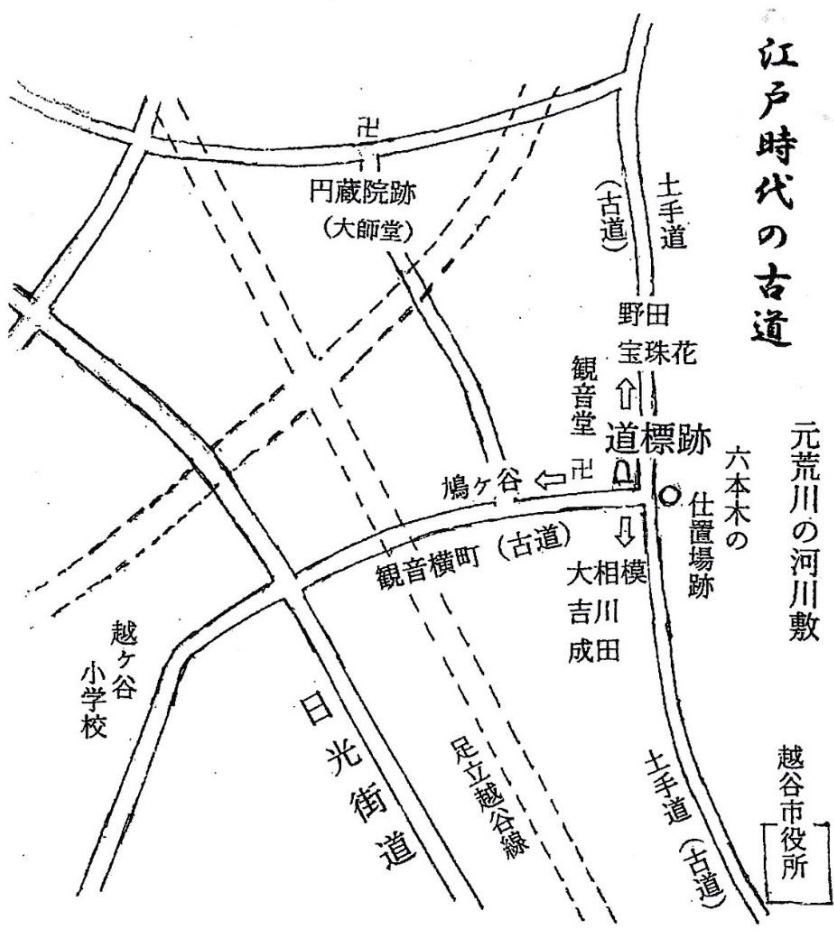 江戸時代の古道
卍
円蔵院跡
(大師堂)
土手道
(古道)
野田
宝珠花
観音堂
道標跡
卍
鳩ヶ谷
六本木の
仕置場跡
元荒川の河川敷
観音横町(古道)
大相模
吉川
成田
越ヶ谷
小学校
日光街道
足立越谷線
土手道(古道)
越谷市役所